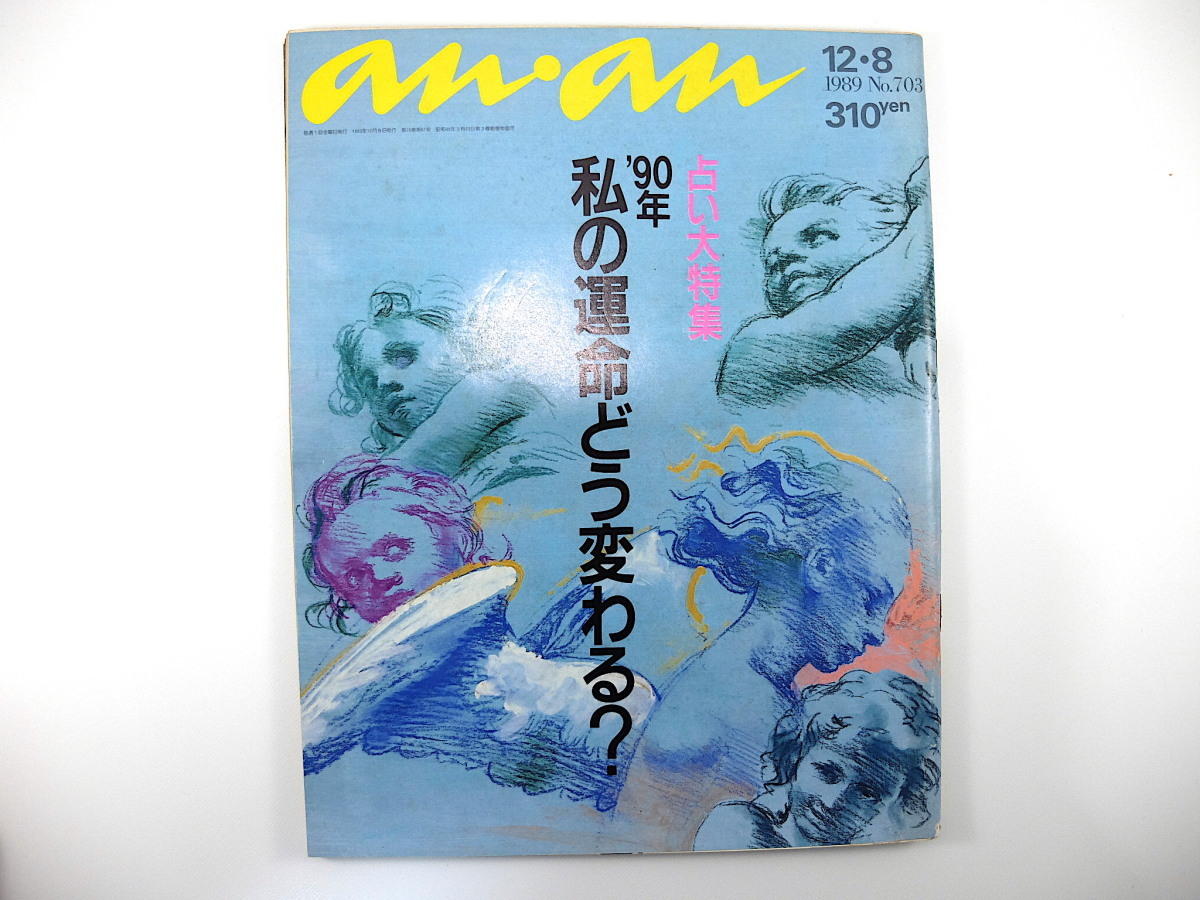 an・an
12・8
1989 No.703
310yen
占い大特集
'90年
私の運命どう変わる?